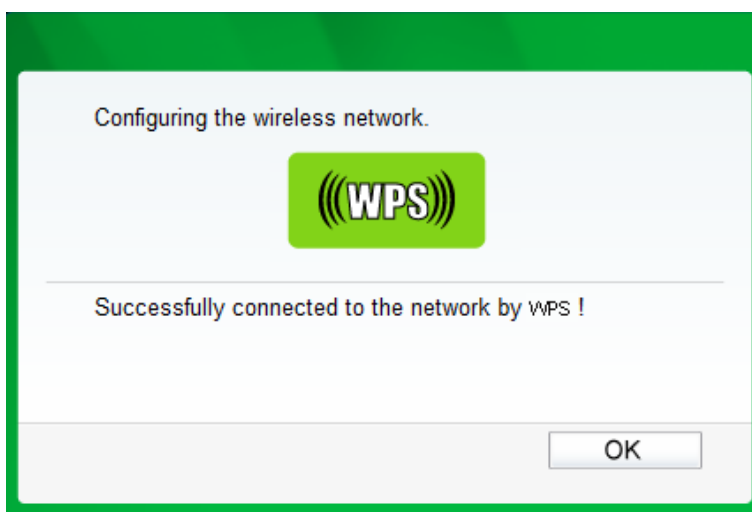 Configuring the wireless network.
(((WPS)))
Successfully connected to the network by WPS !
OK